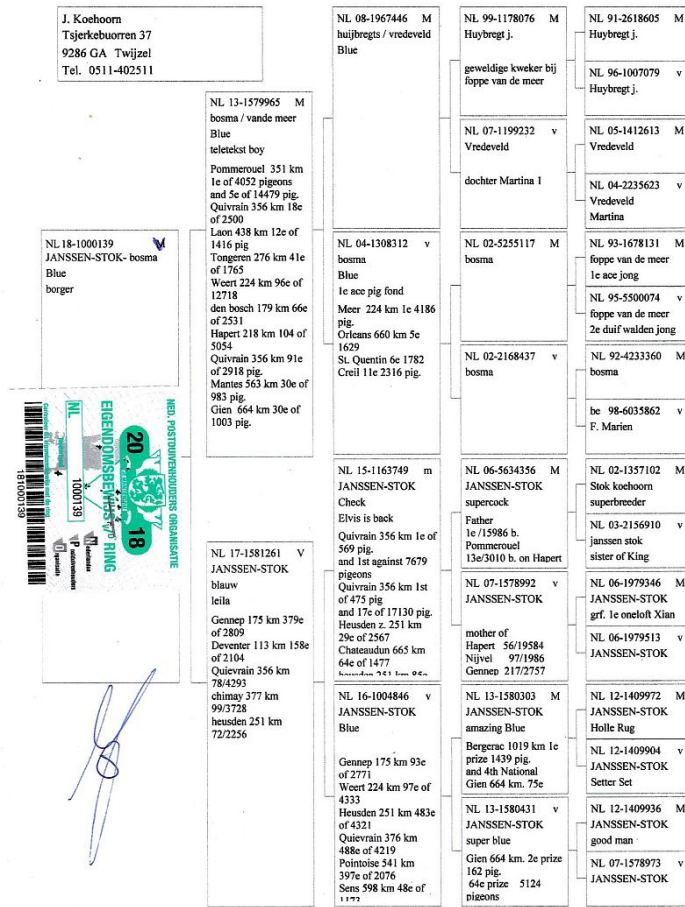 J. Koehoorn
Tsjerkebuorren 37
9286 GA Twijzel
Tel. 0511-402511
NL 18-1000139 M
JANSSEN-STOK- bosma
Blue
borger
NED. POSTDUIVENHOUDERS ORGANISATIE
EIGENDOMSBEWIJS v/d RING
20 18
NL
1000139
181000139
NL 13-1579965 M
bosma / vande meer
Blue
teletekst boy
Pommerouel 351 km
1e of 4052 pigeons
and 5e of 14479 pig.
Quivrain 356 km 18e
of 2500
Laon 438 km 12e of
1416 pig
Tongeren 276 km 41e
of 1765
Weert 224 km 96e of
12718
den bosch 179 km 66e
of 2531
Hapert 218 km 104 of
5054
Quivrain 356 km 91e
of 2918 pig.
Mantes 563 km 30e of
983 pig.
Gien 664 km 30e of
1003 pig.
NL 17-1581261 V
JANSSEN-STOK
blauw
leila
Gennep 175 km 379e
of 2809
Deventer 113 km 158e
of 2104
Quievrain 356 km
78/4293
chimay 377 km
99/3728
heusden 251 km
72/2256
NL 08-1967446 M
huijbregts / vredeveld
Blue
NL 04-1308312 v
bosma
Blue
1e ace pig fond
Meer 224 km 1e 4186
pig.
Orleans 660 km 5e
1629
St. Quentin 6e 1782
Creil 11e 2316 pig.
NL 15-1163749 m
JANSSEN-STOK
Check
Elvis is back
Quivrain 356 km 1e of
569 pig.
and 1st against 7679
pigeons
Quivrain 356 km 1st
of 475 pig
and 17e of 17130 pig.
Heusden z. 251 km
29e of 2567
Chateaudun 665 km
64e of 1477
heusden 251 km 85e
NL 16-1004846 v
JANSSEN-STOK
Blue
Gennep 175 km 93e
of 2771
Weert 224 km 97e of
4333
Heusden 251 km 483e
of 4321
Quievrain 376 km
488e of 4219
Pointoise 541 km
397e of 2076
Sens 598 km 48e of
1173
NL 99-1178076 M
Huybregt j.
geweldige kweker bij
foppe van de meer
NL 07-1199232 v
Vredeveld
dochter Martina 1
NL 02-5255117 M
bosma
NL 02-2168437 v
bosma
NL 06-5634356 M
JANSSEN-STOK
supercock
Father
1e /15986 b.
Pommerouel
13e/3010 b. on Hapert
NL 07-1578992 v
JANSSEN-STOK
mother of
Hapert 56/19584
Nijvel 97/1986
Gennep 217/2757
NL 13-1580303 M
JANSSEN-STOK
amazing Blue
Bergerac 1019 km 1e
prize 1439 pig.
and 4th National
Gien 664 km. 75e
NL 13-1580431 v
JANSSEN-STOK
super blue
Gien 664 km. 2e prize
162 pig.
64e prize 5124
pigeons
NL 91-2618605 M
Huybregt j.
NL 96-1007079 v
Huybregt j.
NL 05-1412613 M
Vredeveld
NL 04-2235623 v
Vredeveld
Martina
NL 93-1678131 M
foppe van de meer
1e ace jong
NL 95-5500074 v
foppe van de meer
2e duif walden jong
NL 92-4233360 M
bosma
be 98-6035862 v
F. Marien
NL 02-1357102 M
Stok koehoorn
superbreeder
NL 03-2156910 v
janssen stok
sister of King
NL 06-1979346 M
JANSSEN-STOK
grf. 1e oneloft Xian
NL 06-1979513 v
JANSSEN-STOK
NL 12-1409972 M
JANSSEN-STOK
Holle Rug
NL 12-1409904 v
JANSSEN-STOK
Setter Set
NL 12-1409936 M
JANSSEN-STOK
good man
NL 07-1578973 v
JANSSEN-STOK